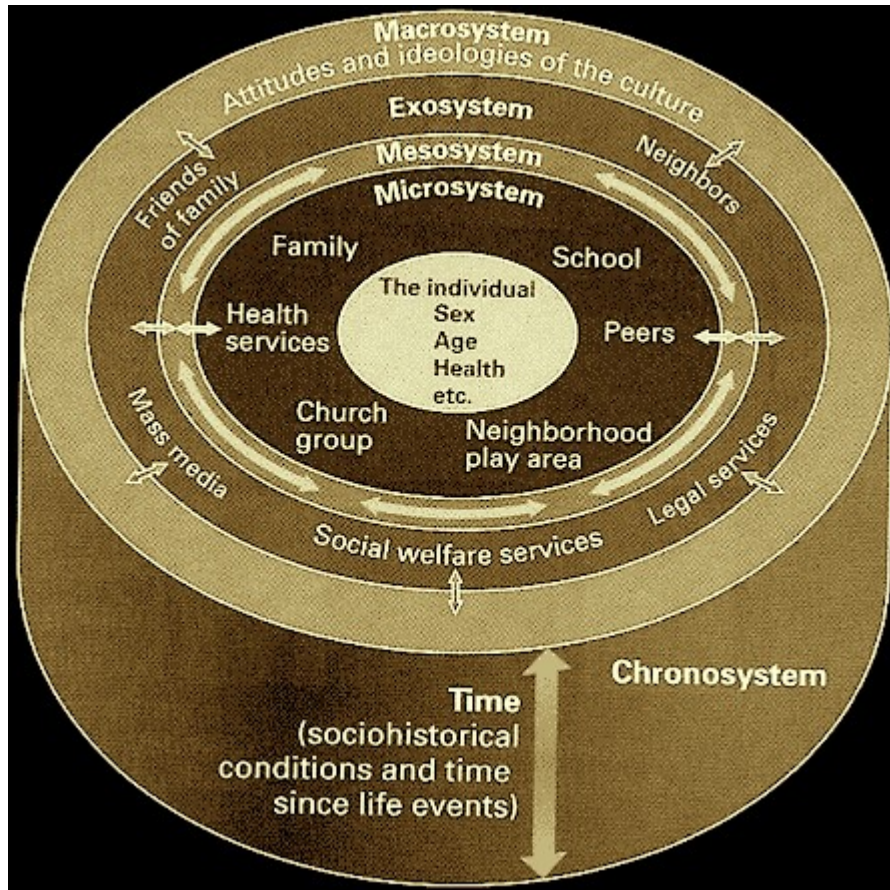 Macrosystem
Attitudes and ideologies of the culture
Exosystem
Mesosystem
Microsystem
Friends
of family
Neighbors
Family
School
The individual
Sex
Age
Health
etc.
Health
services
Peers
Church
group
Neighborhood
play area
Mass media
Legal services
Social welfare services
Chronosystem
Time
(sociohistorical
conditions and time
since life events)